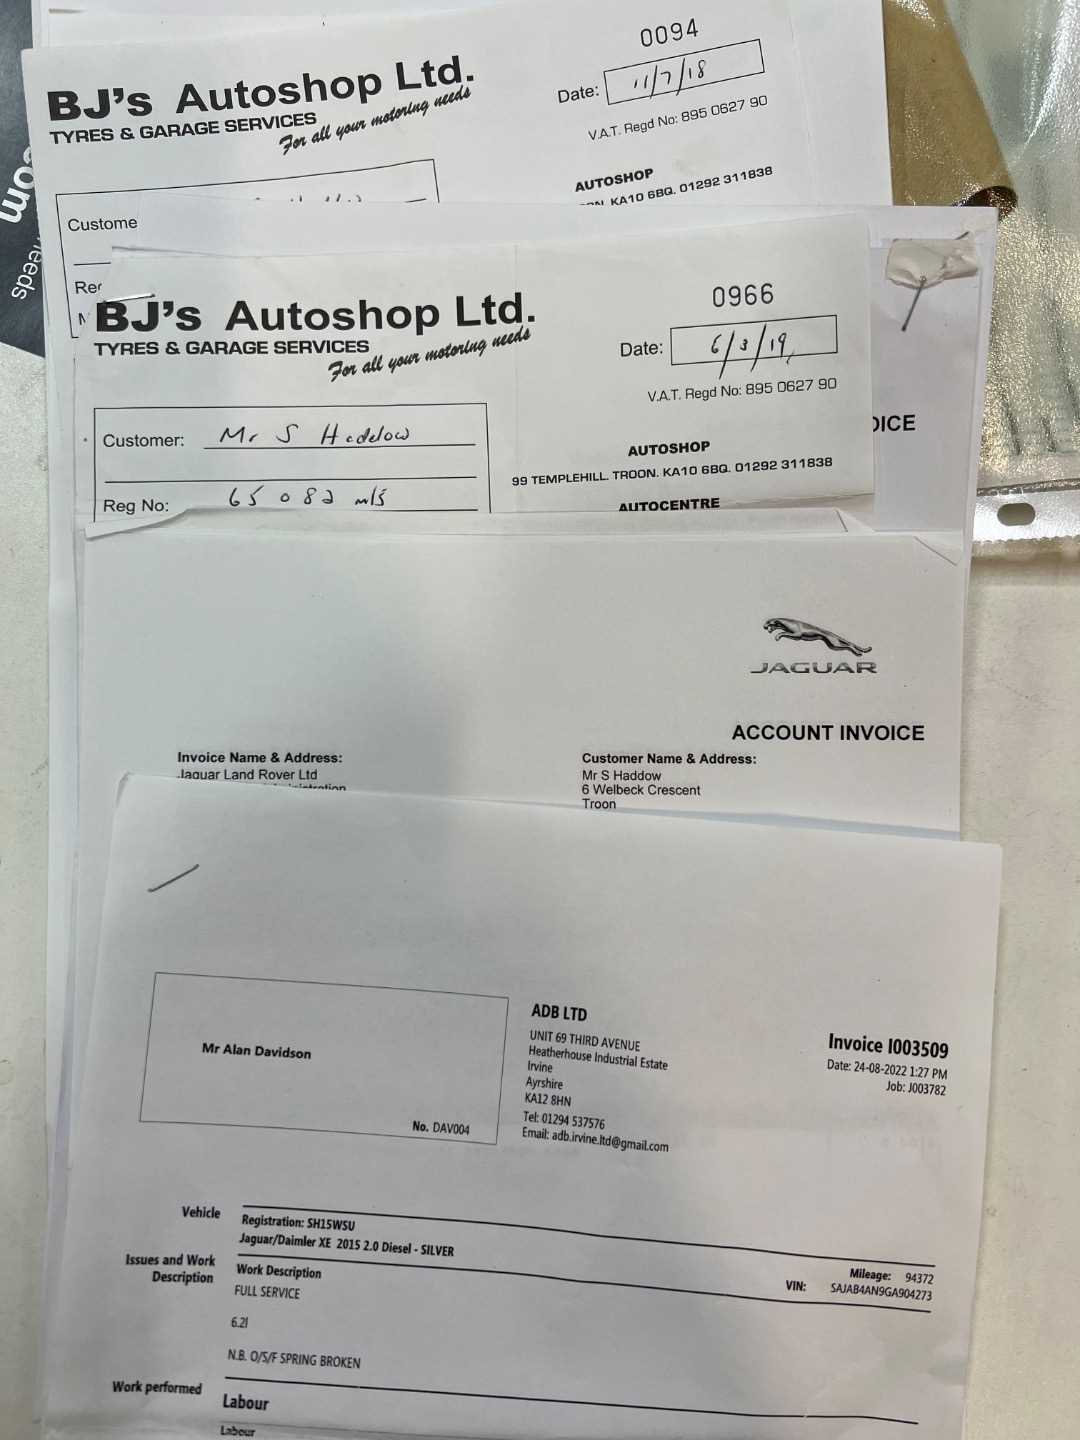 0094
BJ's Autoshop Ltd.
TYRES & GARAGE SERVICES
For all your motoring needs
Date: 11/7/18
V.A.T. Regd No: 895 0627 90
AUTOSHOP
KA10 6BQ. 01292 311838
Custome
Reg
M
om
needs
0966
BJ's Autoshop Ltd.
TYRES & GARAGE SERVICES
For all your motoring needs
Date: 6/3/19
V.A.T. Regd No: 895 0627 90
Customer: Mr S Haddow
Reg No: 65082 mls
AUTOSHOP
99 TEMPLEHILL. TROON. KA10 6BQ. 01292 311838
AUTOCENTRE
OICE
JAGUAR
ACCOUNT INVOICE
Invoice Name & Address:
Jaguar Land Rover Ltd
Customer Name & Address:
Mr S Haddow
6 Welbeck Crescent
Troon
Mr Alan Davidson
No. DAV004
ADB LTD
UNIT 69 THIRD AVENUE
Heatherhouse Industrial Estate
Irvine
Ayrshire
KA12 8HN
Tel: 01294 537576
Email: adb.irvine.ltd@gmail.com
Invoice I003509
Date: 24-08-2022 1:27 PM
Job: J003782
Vehicle
Registration: SH15WSU
Jaguar/Daimler XE 2015 2.0 Diesel - SILVER
Mileage: 94372
VIN: SAJAB4AN9GA904273
Issues and Work Description
Work Description
FULL SERVICE
6.2l
N.B. O/S/F SPRING BROKEN
Work performed
Labour
Labour